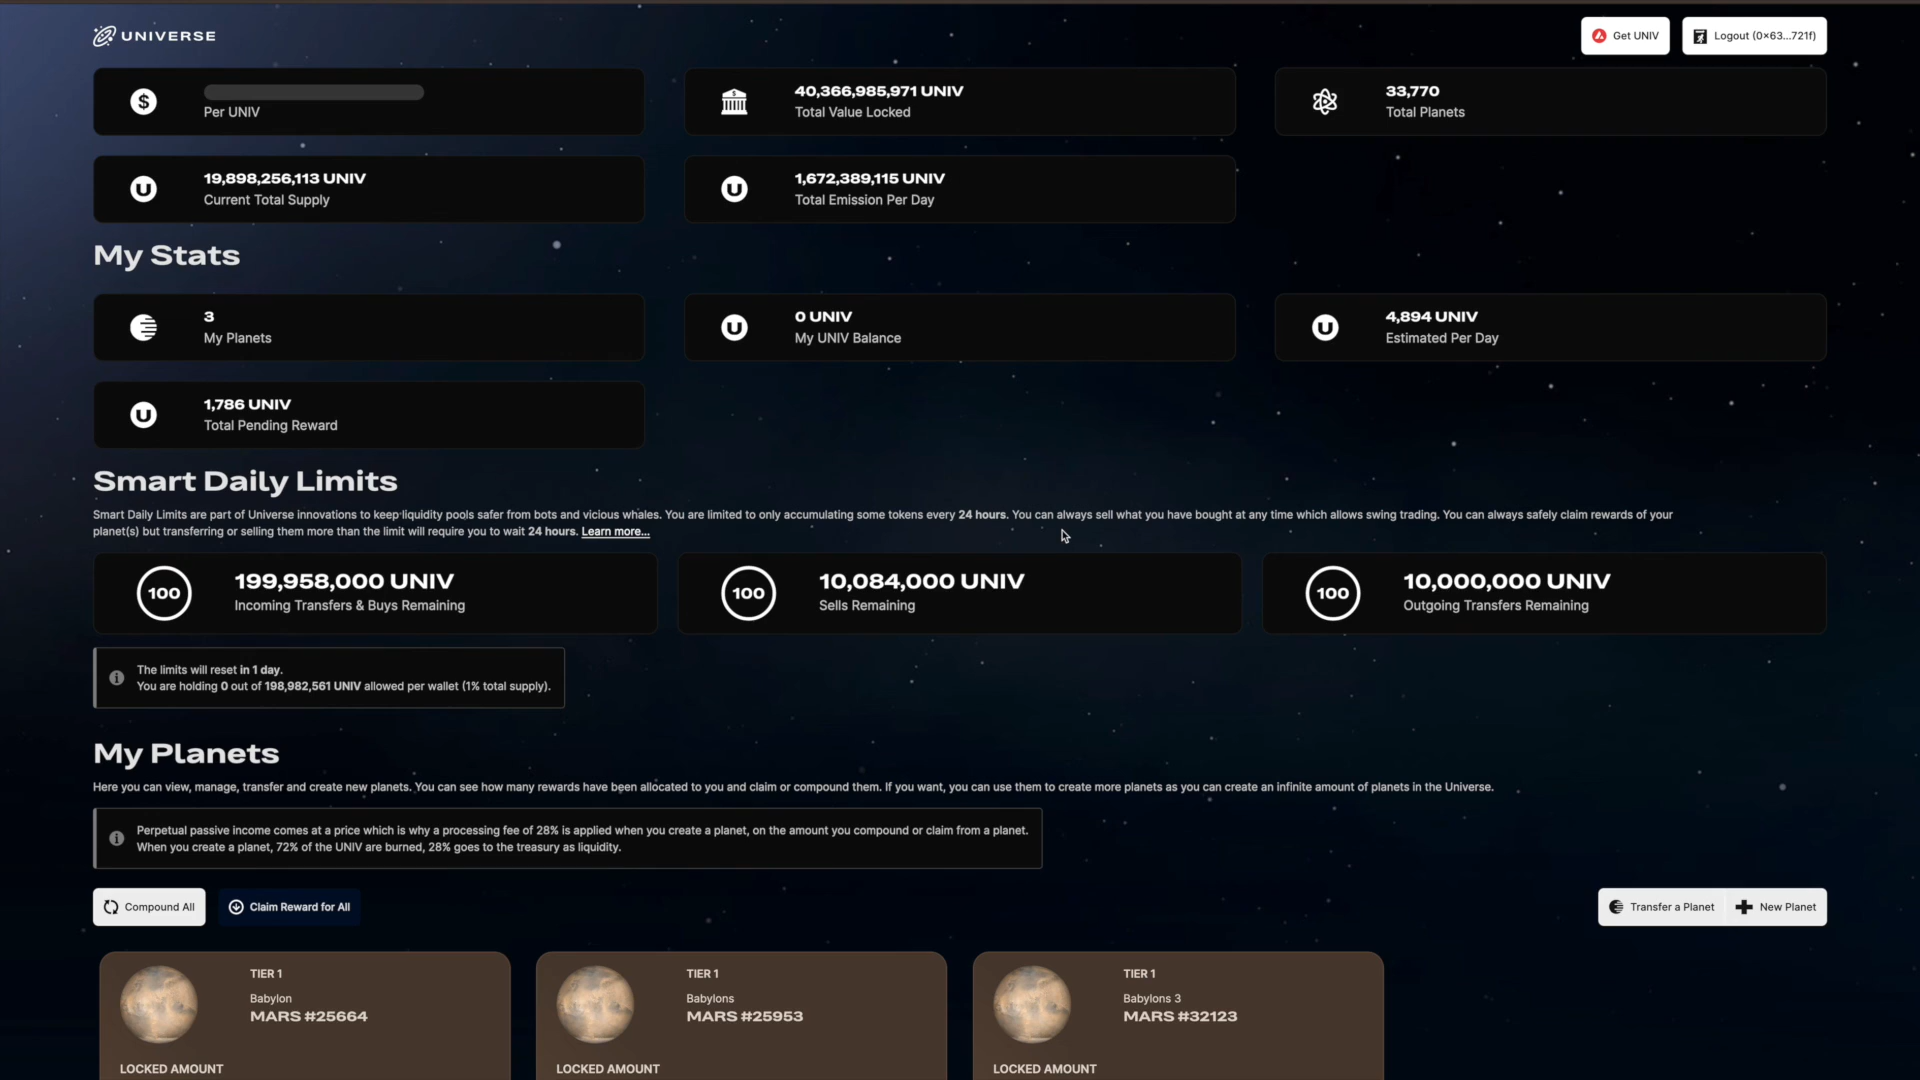 UNIVERSE
Get UNIV
Logout (0×63...721f)
$
Per UNIV
40,366,985,971 UNIV
Total Value Locked
33,770
Total Planets
19,898,256,113 UNIV
Current Total Supply
1,672,389,115 UNIV
Total Emission Per Day
My Stats
3
My Planets
0 UNIV
My UNIV Balance
4,894 UNIV
Estimated Per Day
1,786 UNIV
Total Pending Reward
Smart Daily Limits
Smart Daily Limits are part of Universe innovations to keep liquidity pools safer from bots and vicious whales. You are limited to only accumulating some tokens every 24 hours. You can always sell what you have bought at any time which allows swing trading. You can always safely claim rewards of your
planet(s) but transferring or selling them more than the limit will require you to wait 24 hours. Learn more...
100
199,958,000 UNIV
Incoming Transfers & Buys Remaining
100
10,084,000 UNIV
Sells Remaining
100
10,000,000 UNIV
Outgoing Transfers Remaining
The limits will reset in 1 day.
You are holding 0 out of 198,982,561 UNIV allowed per wallet (1% total supply).
My Planets
Here you can view, manage, transfer and create new planets. You can see how many rewards have been allocated to you and claim or compound them. If you want, you can use them to create more planets as you can create an infinite amount of planets in the Universe.
Perpetual passive income comes at a price which is why a processing fee of 28% is applied when you create a planet, on the amount you compound or claim from a planet.
When you create a planet, 72% of the UNIV are burned, 28% goes to the treasury as liquidity.
Compound All
Claim Reward for All
Transfer a Planet
New Planet
TIER 1
Babylon
MARS #25664
LOCKED AMOUNT
TIER 1
Babylons
MARS #25953
LOCKED AMOUNT
TIER 1
Babylons 3
MARS #32123
LOCKED AMOUNT